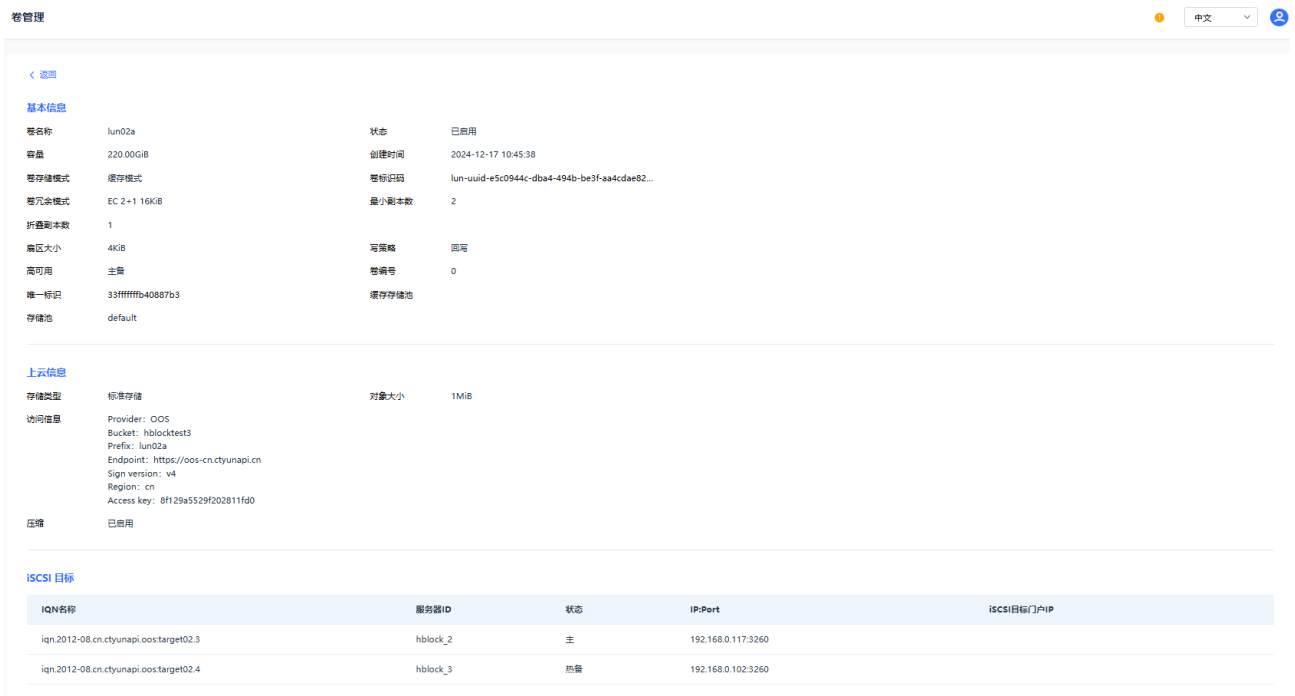 卷管理
中文
返回
基本信息
卷名称 lun02a 状态 已启用
容量 220.00GiB 创建时间 2024-12-17 10:45:38
卷存储模式 缓存模式 卷标识码 lun-uuid-e5c0944c-dba4-494b-be3f-aa4cdae82...
卷冗余模式 EC 2+1 16KiB 最小副本数 2
折叠副本数 1
扇区大小 4KiB 写策略 回写
高可用 主备 卷编号 0
唯一标识 33fffffffb40887b3 缓存存储池
存储池 default
上云信息
存储类型 标准存储 对象大小 1MiB
访问信息 Provider: OOS
Bucket: hblocktest3
Prefix: lun02a
Endpoint: https://oos-cn.ctyunapi.cn
Sign version: v4
Region: cn
Access key: 8f129a5529f202811fd0
压缩 已启用
iSCSI 目标
IQN名称 服务器ID 状态 IP:Port iSCSI目标门户IP
iqn.2012-08.cn.ctyunapi.oos:target02.3 hblock_2 主 192.168.0.117:3260
iqn.2012-08.cn.ctyunapi.oos:target02.4 hblock_3 热备 192.168.0.102:3260